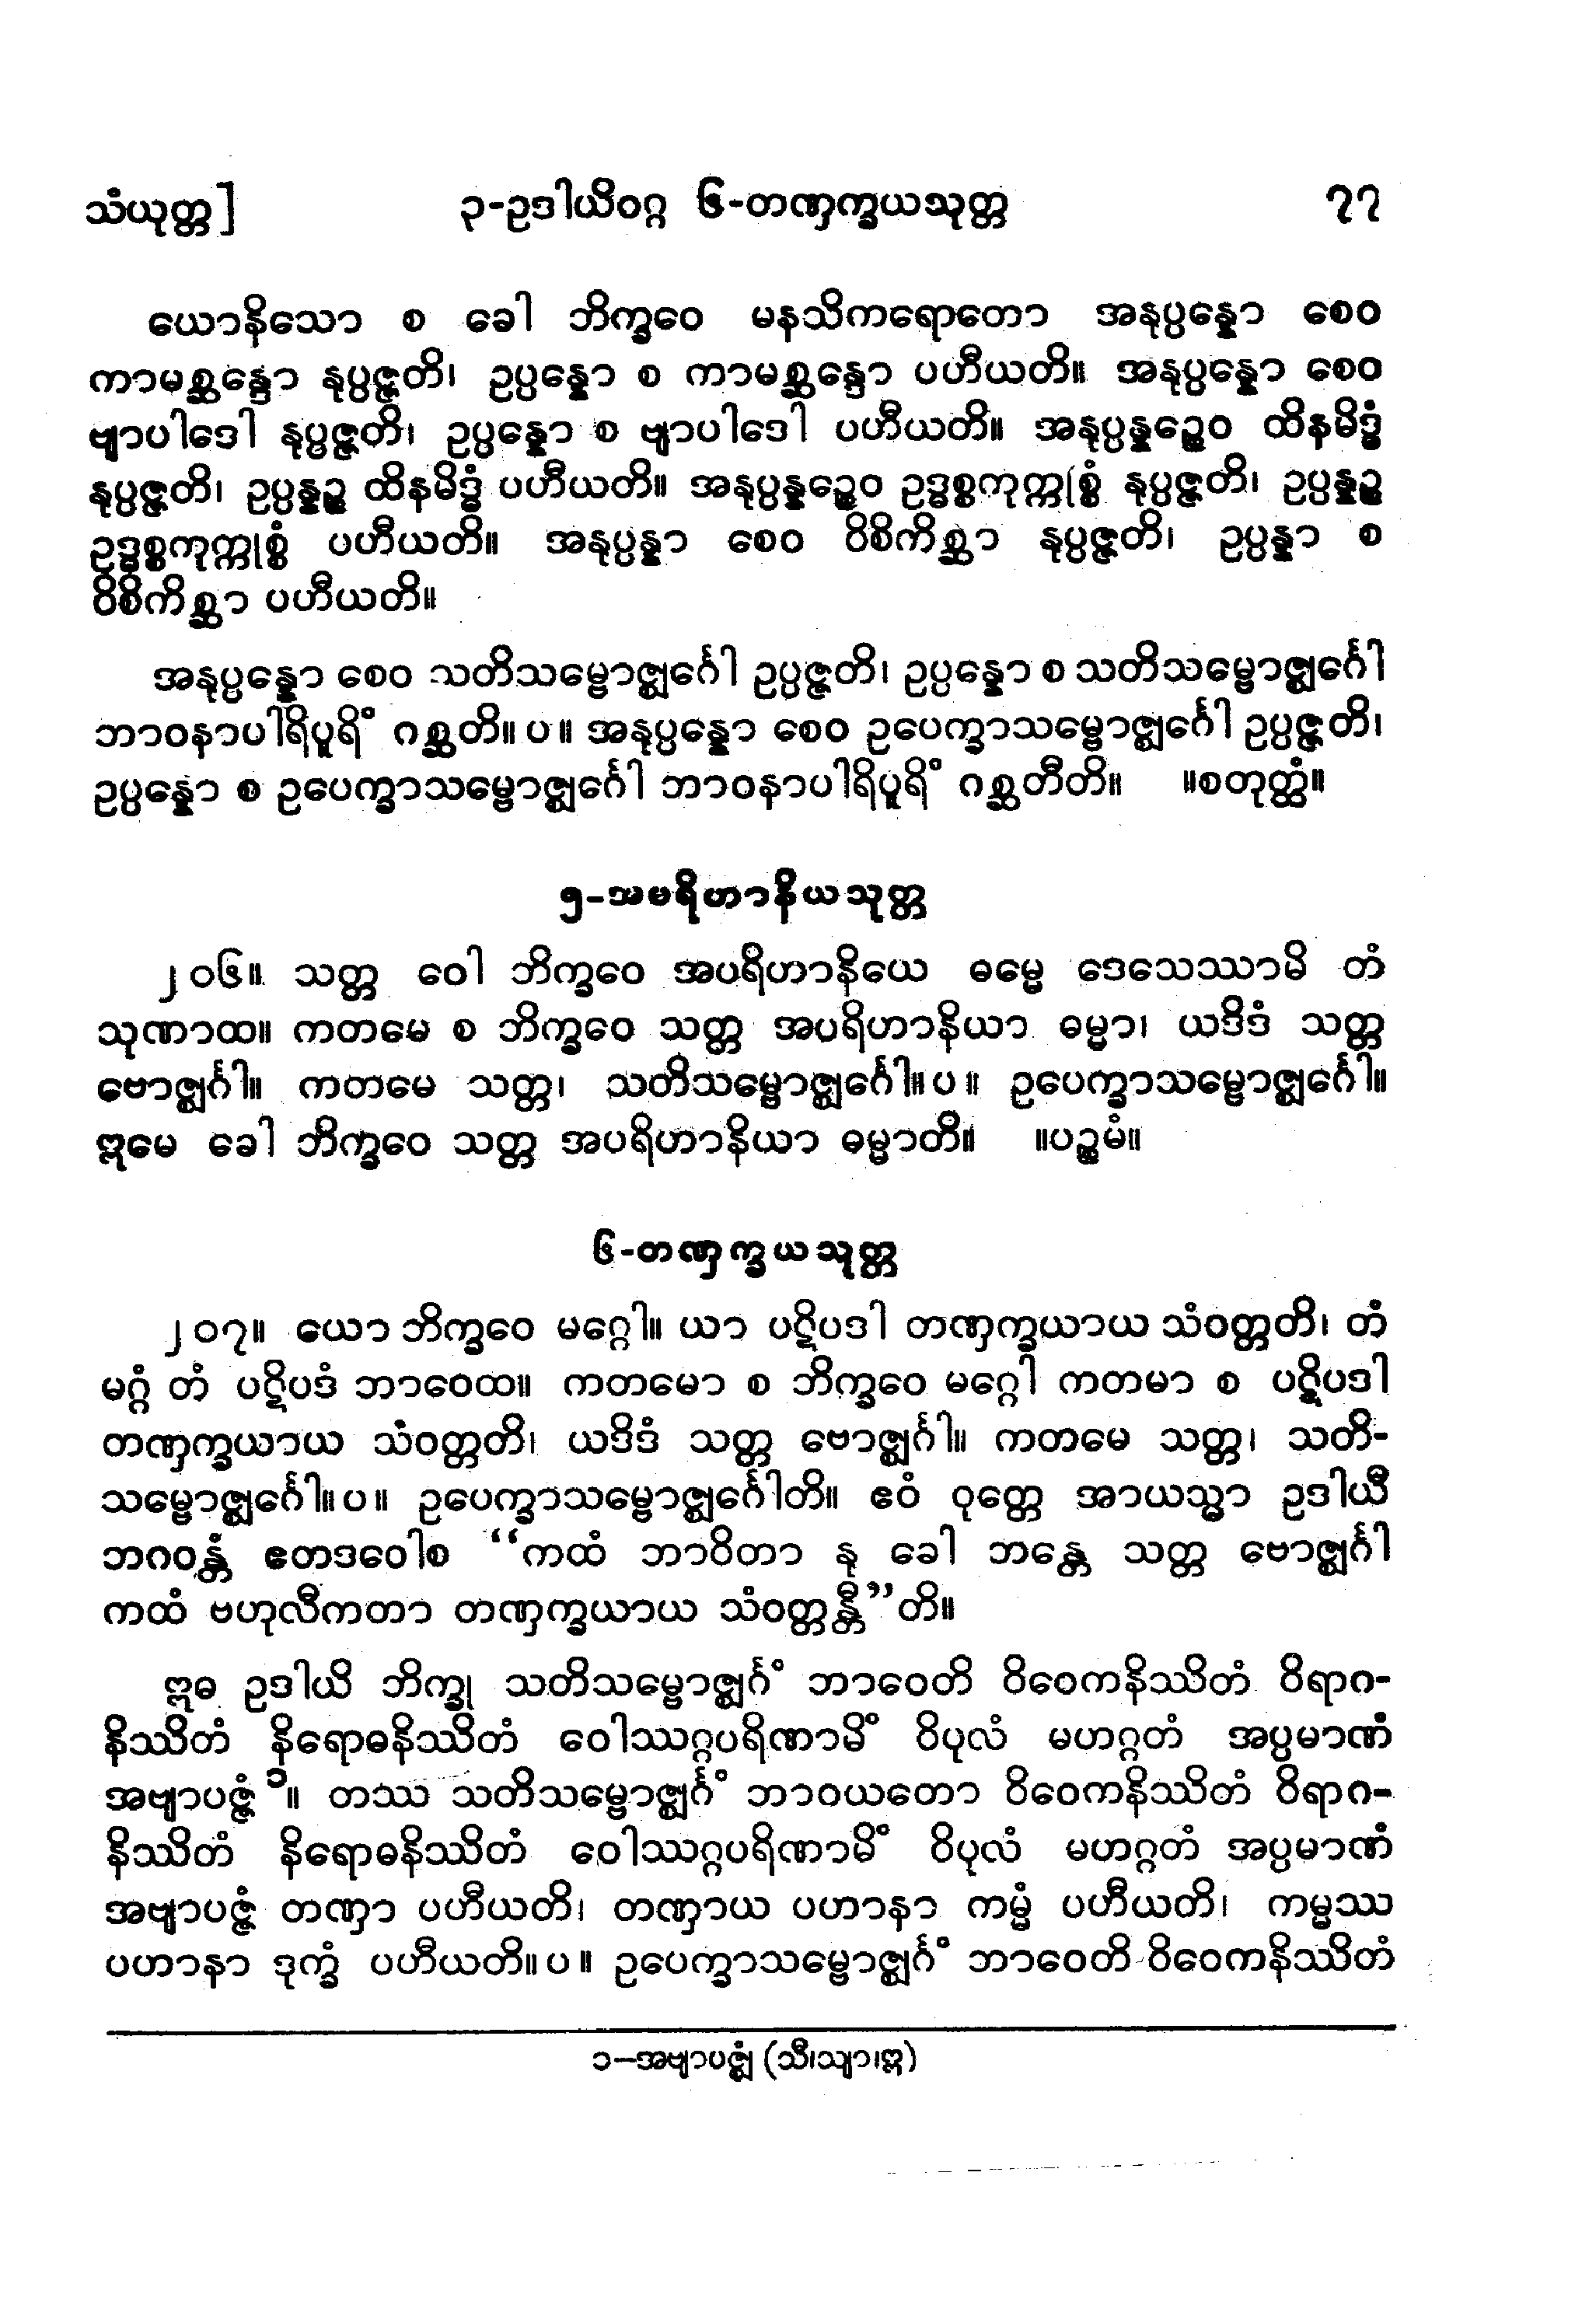 သံယုတ္တ]	၃-ဥဒါယိဝဂ္ဂ ၆-တဏှက္ခယသုတ္တ	၇၇
ယောနိသော စ ခေါ ဘိက္ခဝေ မနသိကရောတော အနုပ္ပန္နော စေဝ
ကာမစ္ဆန္ဒော နုပ္ပဇ္ဇတိ၊ ဥပ္ပန္နော စ ကာမစ္ဆန္ဒော ပဟီယတိ။ အနုပ္ပန္နော စေဝ
ဗျာပါဒေါ နုပ္ပဇ္ဇတိ၊ ဥပ္ပန္နော စ ဗျာပါဒေါ ပဟီယတိ။ အနုပ္ပန္နဉ္စေဝ ထိနမိဒ္ဓံ
နုပ္ပဇ္ဇတိ၊ ဥပ္ပန္နဉ္စ ထိနမိဒ္ဓံ ပဟီယတိ။ အနုပ္ပန္နဉ္စေဝ ဥဒ္ဓစ္စကုက္ကုစ္စံ နုပ္ပဇ္ဇတိ၊ ဥပ္ပန္နဉ္စ
ဥဒ္ဓစ္စကုက္ကုစ္စံ ပဟီယတိ။ အနုပ္ပန္နာ စေဝ ဝိစိကိစ္ဆာ နုပ္ပဇ္ဇတိ၊ ဥပ္ပန္နာ စ
ဝိစိကိစ္ဆာ ပဟီယတိ။
အနုပ္ပန္နော စေဝ သတိသမ္ဗောဇ္ဈင်္ဂေါ ဥပ္ပဇ္ဇတိ၊ ဥပ္ပန္နော စ သတိသမ္ဗောဇ္ဈင်္ဂေါ
ဘာဝနာပါရိပူရိံ ဂစ္ဆတိ။ပ။ အနုပ္ပန္နော စေဝ ဥပေက္ခာသမ္ဗောဇ္ဈင်္ဂေါ ဥပ္ပဇ္ဇတိ၊
ဥပ္ပန္နော စ ဥပေက္ခာသမ္ဗောဇ္ဈင်္ဂေါ ဘာဝနာပါရိပူရိံ ဂစ္ဆတီတိ။ ။စတုတ္ထံ။
၅-အပရိဟာနိယသုတ္တ
၂၀၆။ သတ္တ ဝေါ ဘိက္ခဝေ အပရိဟာနိယေ ဓမ္မေ ဒေသေဿာမိ တံ
သုဏာထ။ ကတမေ စ ဘိက္ခဝေ သတ္တ အပရိဟာနိယာ ဓမ္မာ၊ ယဒိဒံ သတ္တ
ဗောဇ္ဈင်္ဂါ။ ကတမေ သတ္တ၊ သတိသမ္ဗောဇ္ဈင်္ဂေါ။ပ။ ဥပေက္ခာသမ္ဗောဇ္ဈင်္ဂေါ။
ဣမေ ခေါ ဘိက္ခဝေ သတ္တ အပရိဟာနိယာ ဓမ္မာတိ။ ။ပဉ္စမံ။
၆-တဏှက္ခယသုတ္တ
၂၀၇။ ယော ဘိက္ခဝေ မဂ္ဂေါ။ ယာ ပဋိပဒါ တဏှက္ခယာယ သံဝတ္တတိ၊ တံ
မဂ္ဂံ တံ ပဋိပဒံ ဘာဝေထ။ ကတမော စ ဘိက္ခဝေ မဂ္ဂေါ ကတမာ စ ပဋိပဒါ
တဏှက္ခယာယ သံဝတ္တတိ၊ ယဒိဒံ သတ္တ ဗောဇ္ဈင်္ဂါ။ ကတမေ သတ္တ၊ သတိ-
သမ္ဗောဇ္ဈင်္ဂေါ။ပ။ ဥပေက္ခာသမ္ဗောဇ္ဈင်္ဂေါတိ။ ဧဝံ ဝုတ္တေ အာယသ္မာ ဥဒါယီ
ဘဂဝန္တံ ဧတဒဝေါစ “ကထံ ဘာဝိတာ နု ခေါ ဘန္တေ သတ္တ ဗောဇ္ဈင်္ဂါ
ကထံ ဗဟုလီကတာ တဏှက္ခယာယ သံဝတ္တန္တီ”တိ။
ဣဓ ဥဒါယိ ဘိက္ခု သတိသမ္ဗောဇ္ဈင်္ဂံ ဘာဝေတိ ဝိဝေကနိဿိတံ ဝိရာဂ-
နိဿိတံ နိရောဓနိဿိတံ ဝေါဿဂ္ဂပရိဏာမိံ ဝိပုလံ မဟဂ္ဂတံ အပ္ပမာဏံ
အဗျာပဇ္ဇံ ၁။ တဿ သတိသမ္ဗောဇ္ဈင်္ဂံ ဘာဝယတော ဝိဝေကနိဿိတံ ဝိရာဂ-
နိဿိတံ နိရောဓနိဿိတံ ဝေါဿဂ္ဂပရိဏာမိံ ဝိပုလံ မဟဂ္ဂတံ အပ္ပမာဏံ
အဗျာပဇ္ဇံ တဏှာ ပဟီယတိ၊ တဏှာယ ပဟာနာ ကမ္မံ ပဟီယတိ၊ ကမ္မဿ
ပဟာနာ ဒုက္ခံ ပဟီယတိ။ပ။ ဥပေက္ခာသမ္ဗောဇ္ဈင်္ဂံ ဘာဝေတိ ဝိဝေကနိဿိတံ
၁-အဗျာပဇ္ဈံ (သီ၊သျာ၊ဣ)